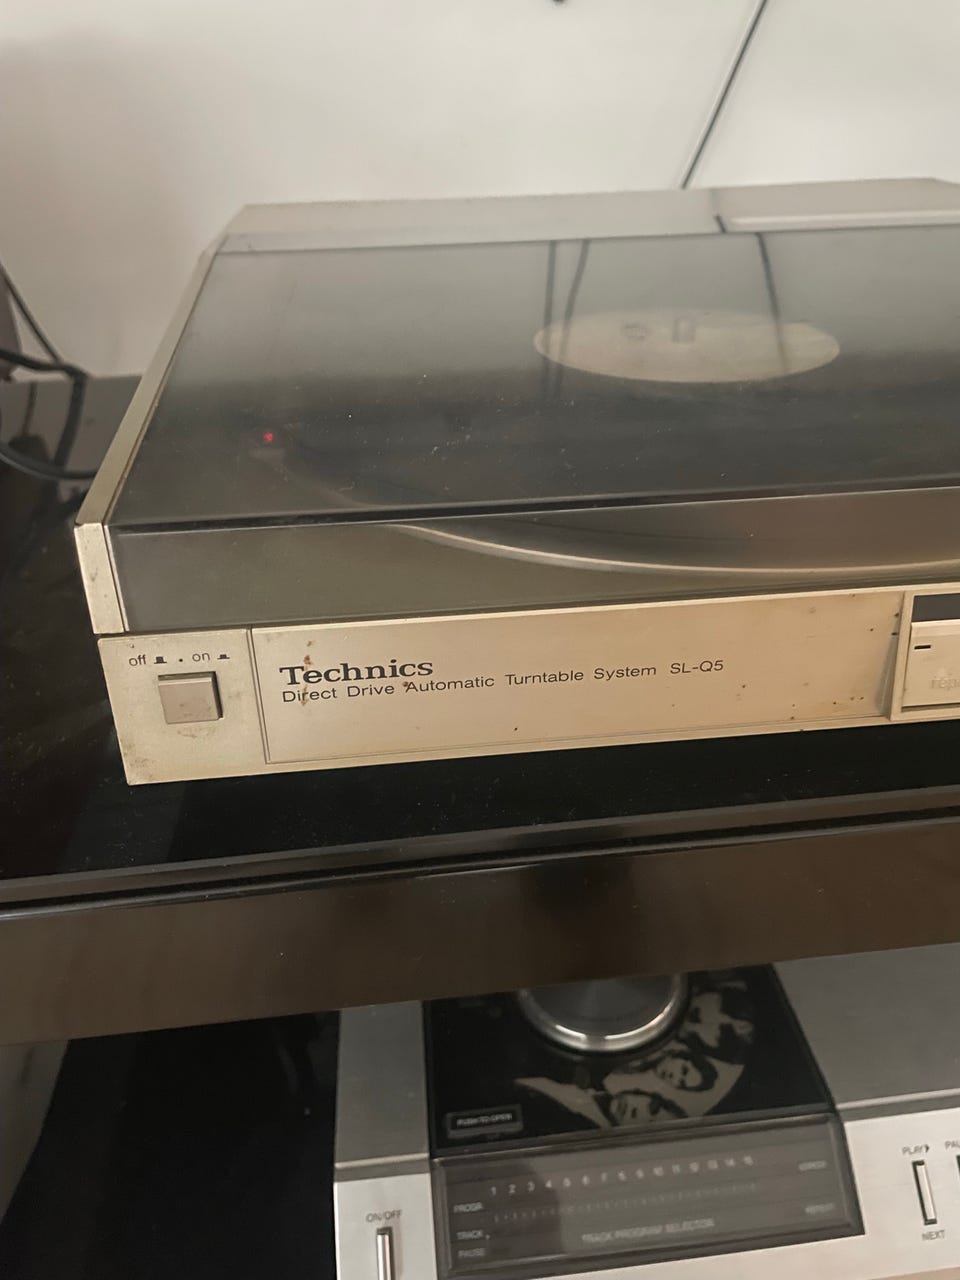 off on
Technics
Direct Drive Automatic Turntable System SL-Q5
PUSH TO OPEN
1 2 3 4 5 6 7 8 9 10 11 12 13 14 15
PROGR
TRACK
PAUSE
TRACK PROGRAM SELECTOR
REPEAT
ON/OFF
PLAY
NEXT